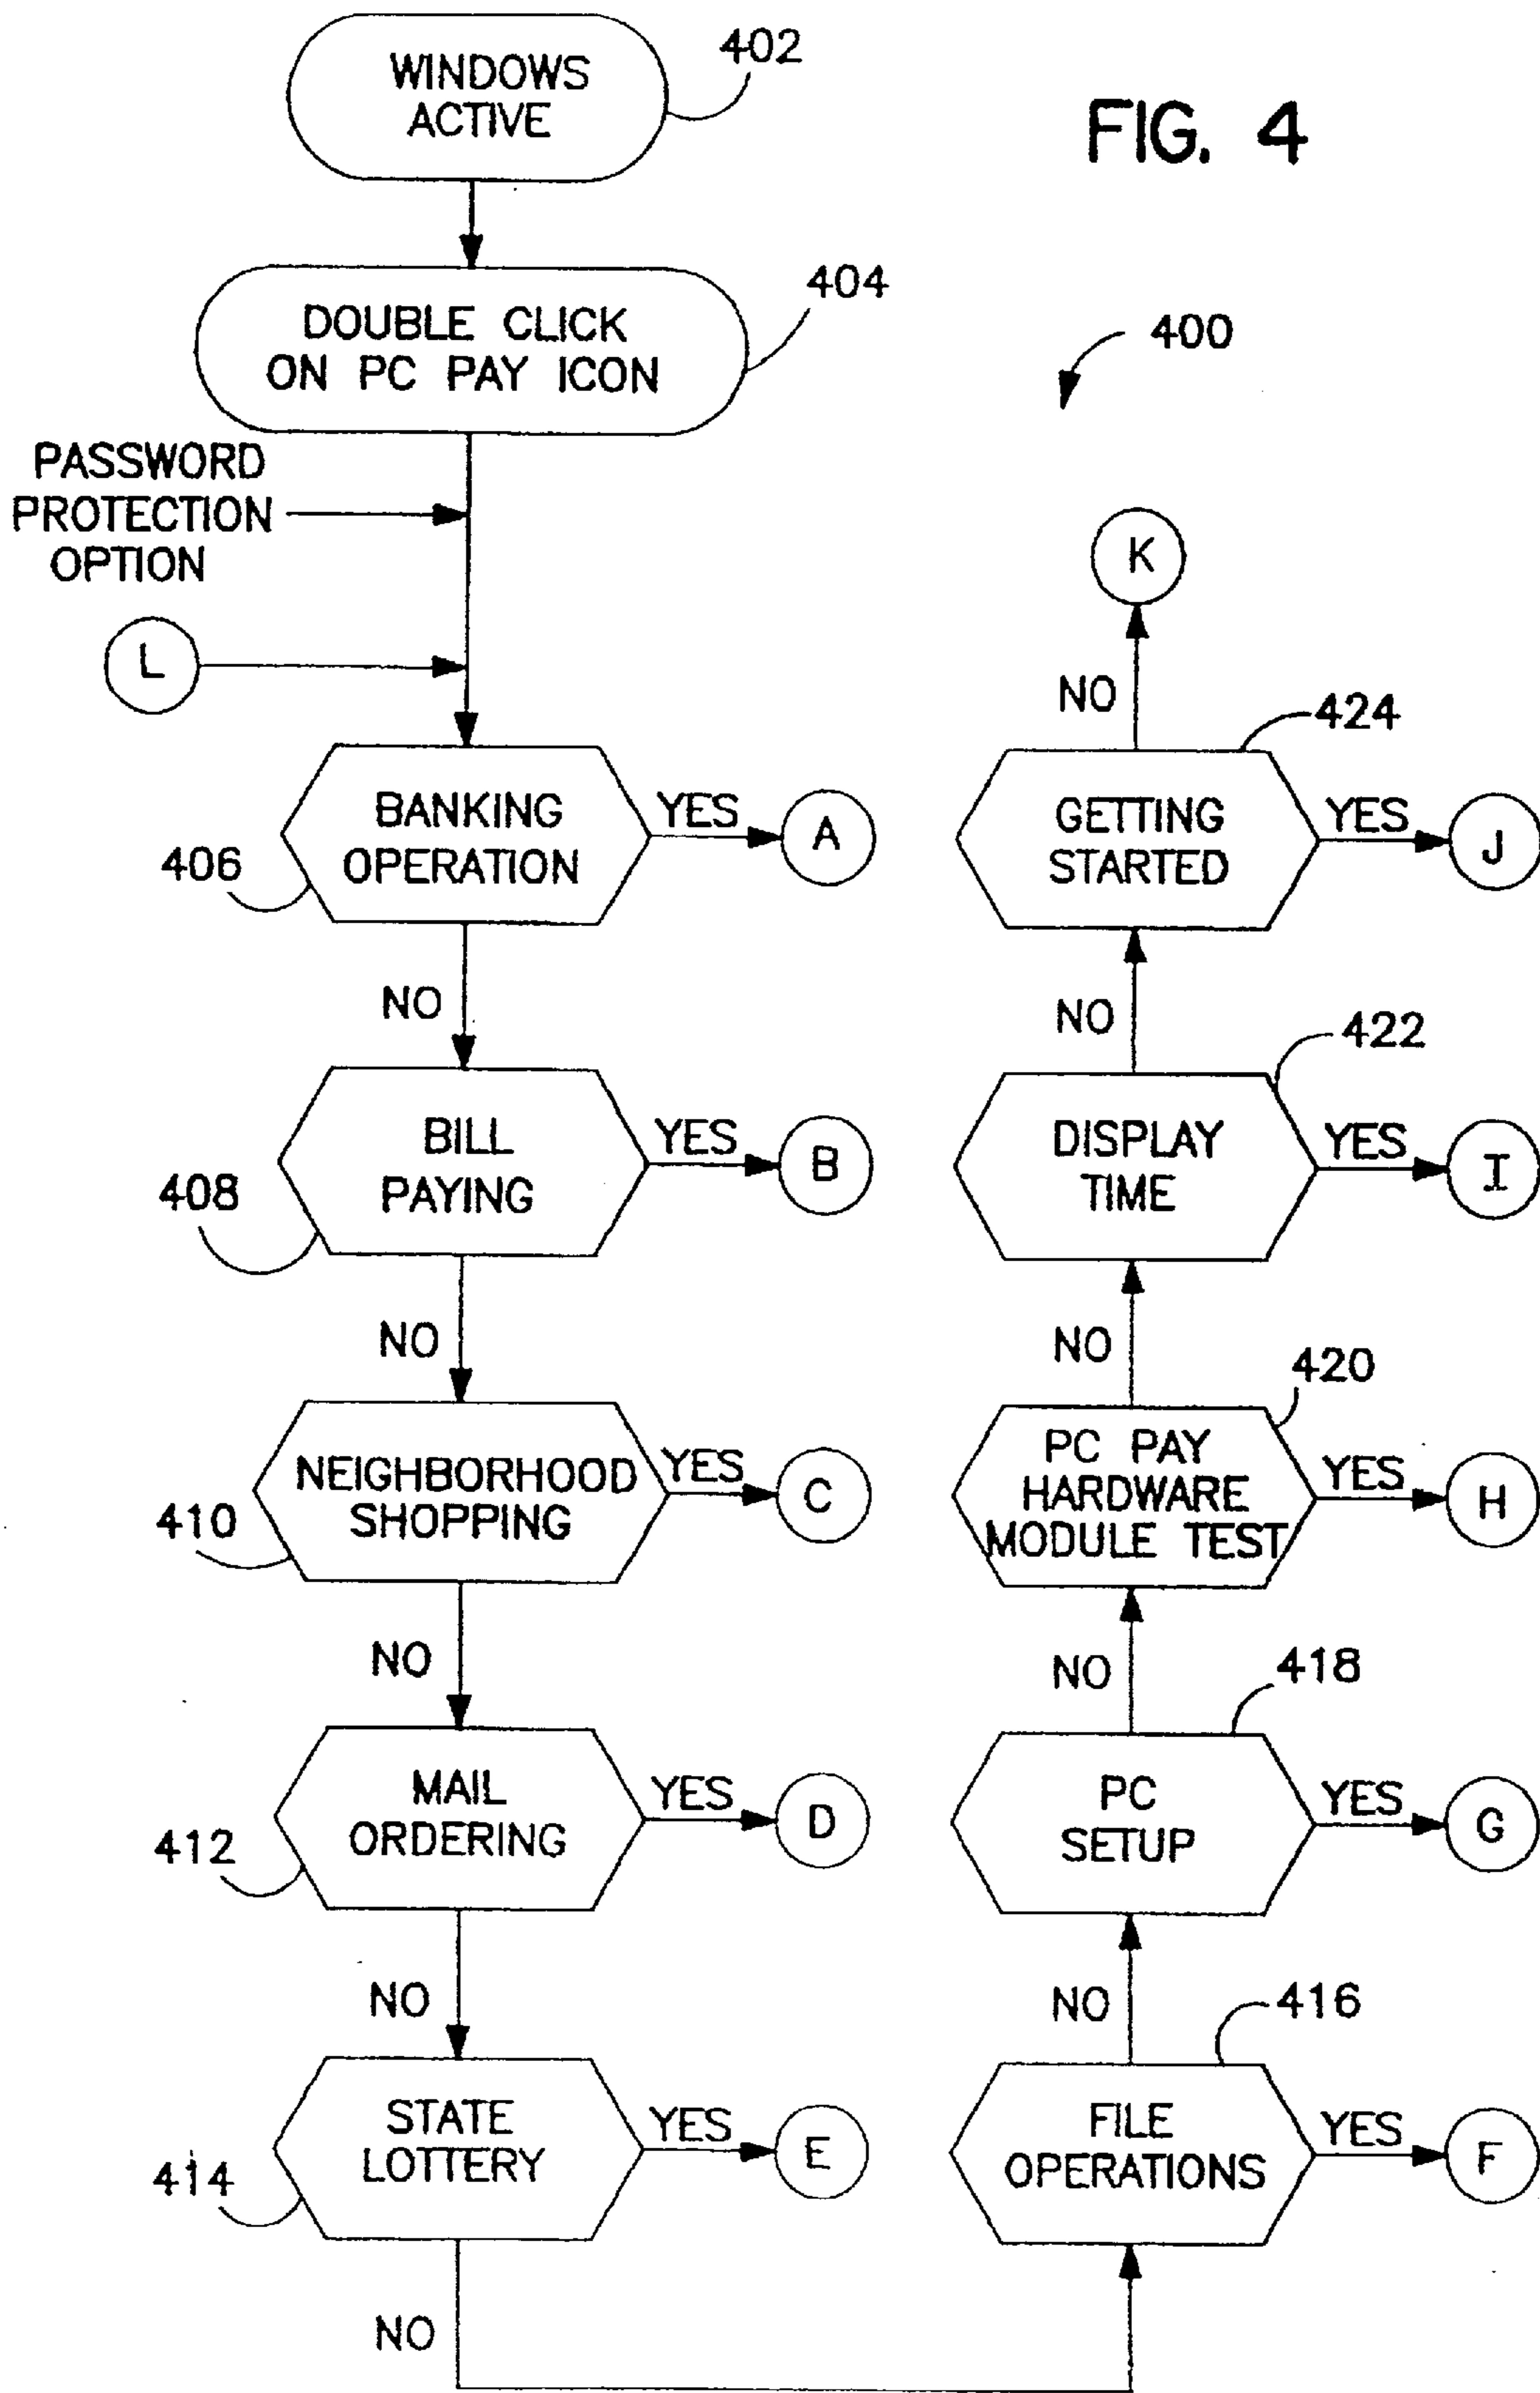 FIG. 4
400
WINDOWS
ACTIVE
402
DOUBLE CLICK
ON PC PAY ICON
404
PASSWORD
PROTECTION
OPTION
L
BANKING
OPERATION
406
YES
A
NO
BILL
PAYING
408
YES
B
NO
NEIGHBORHOOD
SHOPPING
410
YES
C
NO
MAIL
ORDERING
412
YES
D
NO
STATE
LOTTERY
414
YES
E
NO
FILE
OPERATIONS
416
YES
F
NO
PC
SETUP
418
YES
G
NO
PC PAY
HARDWARE
MODULE TEST
420
YES
H
NO
DISPLAY
TIME
422
YES
I
NO
GETTING
STARTED
424
YES
J
NO
K